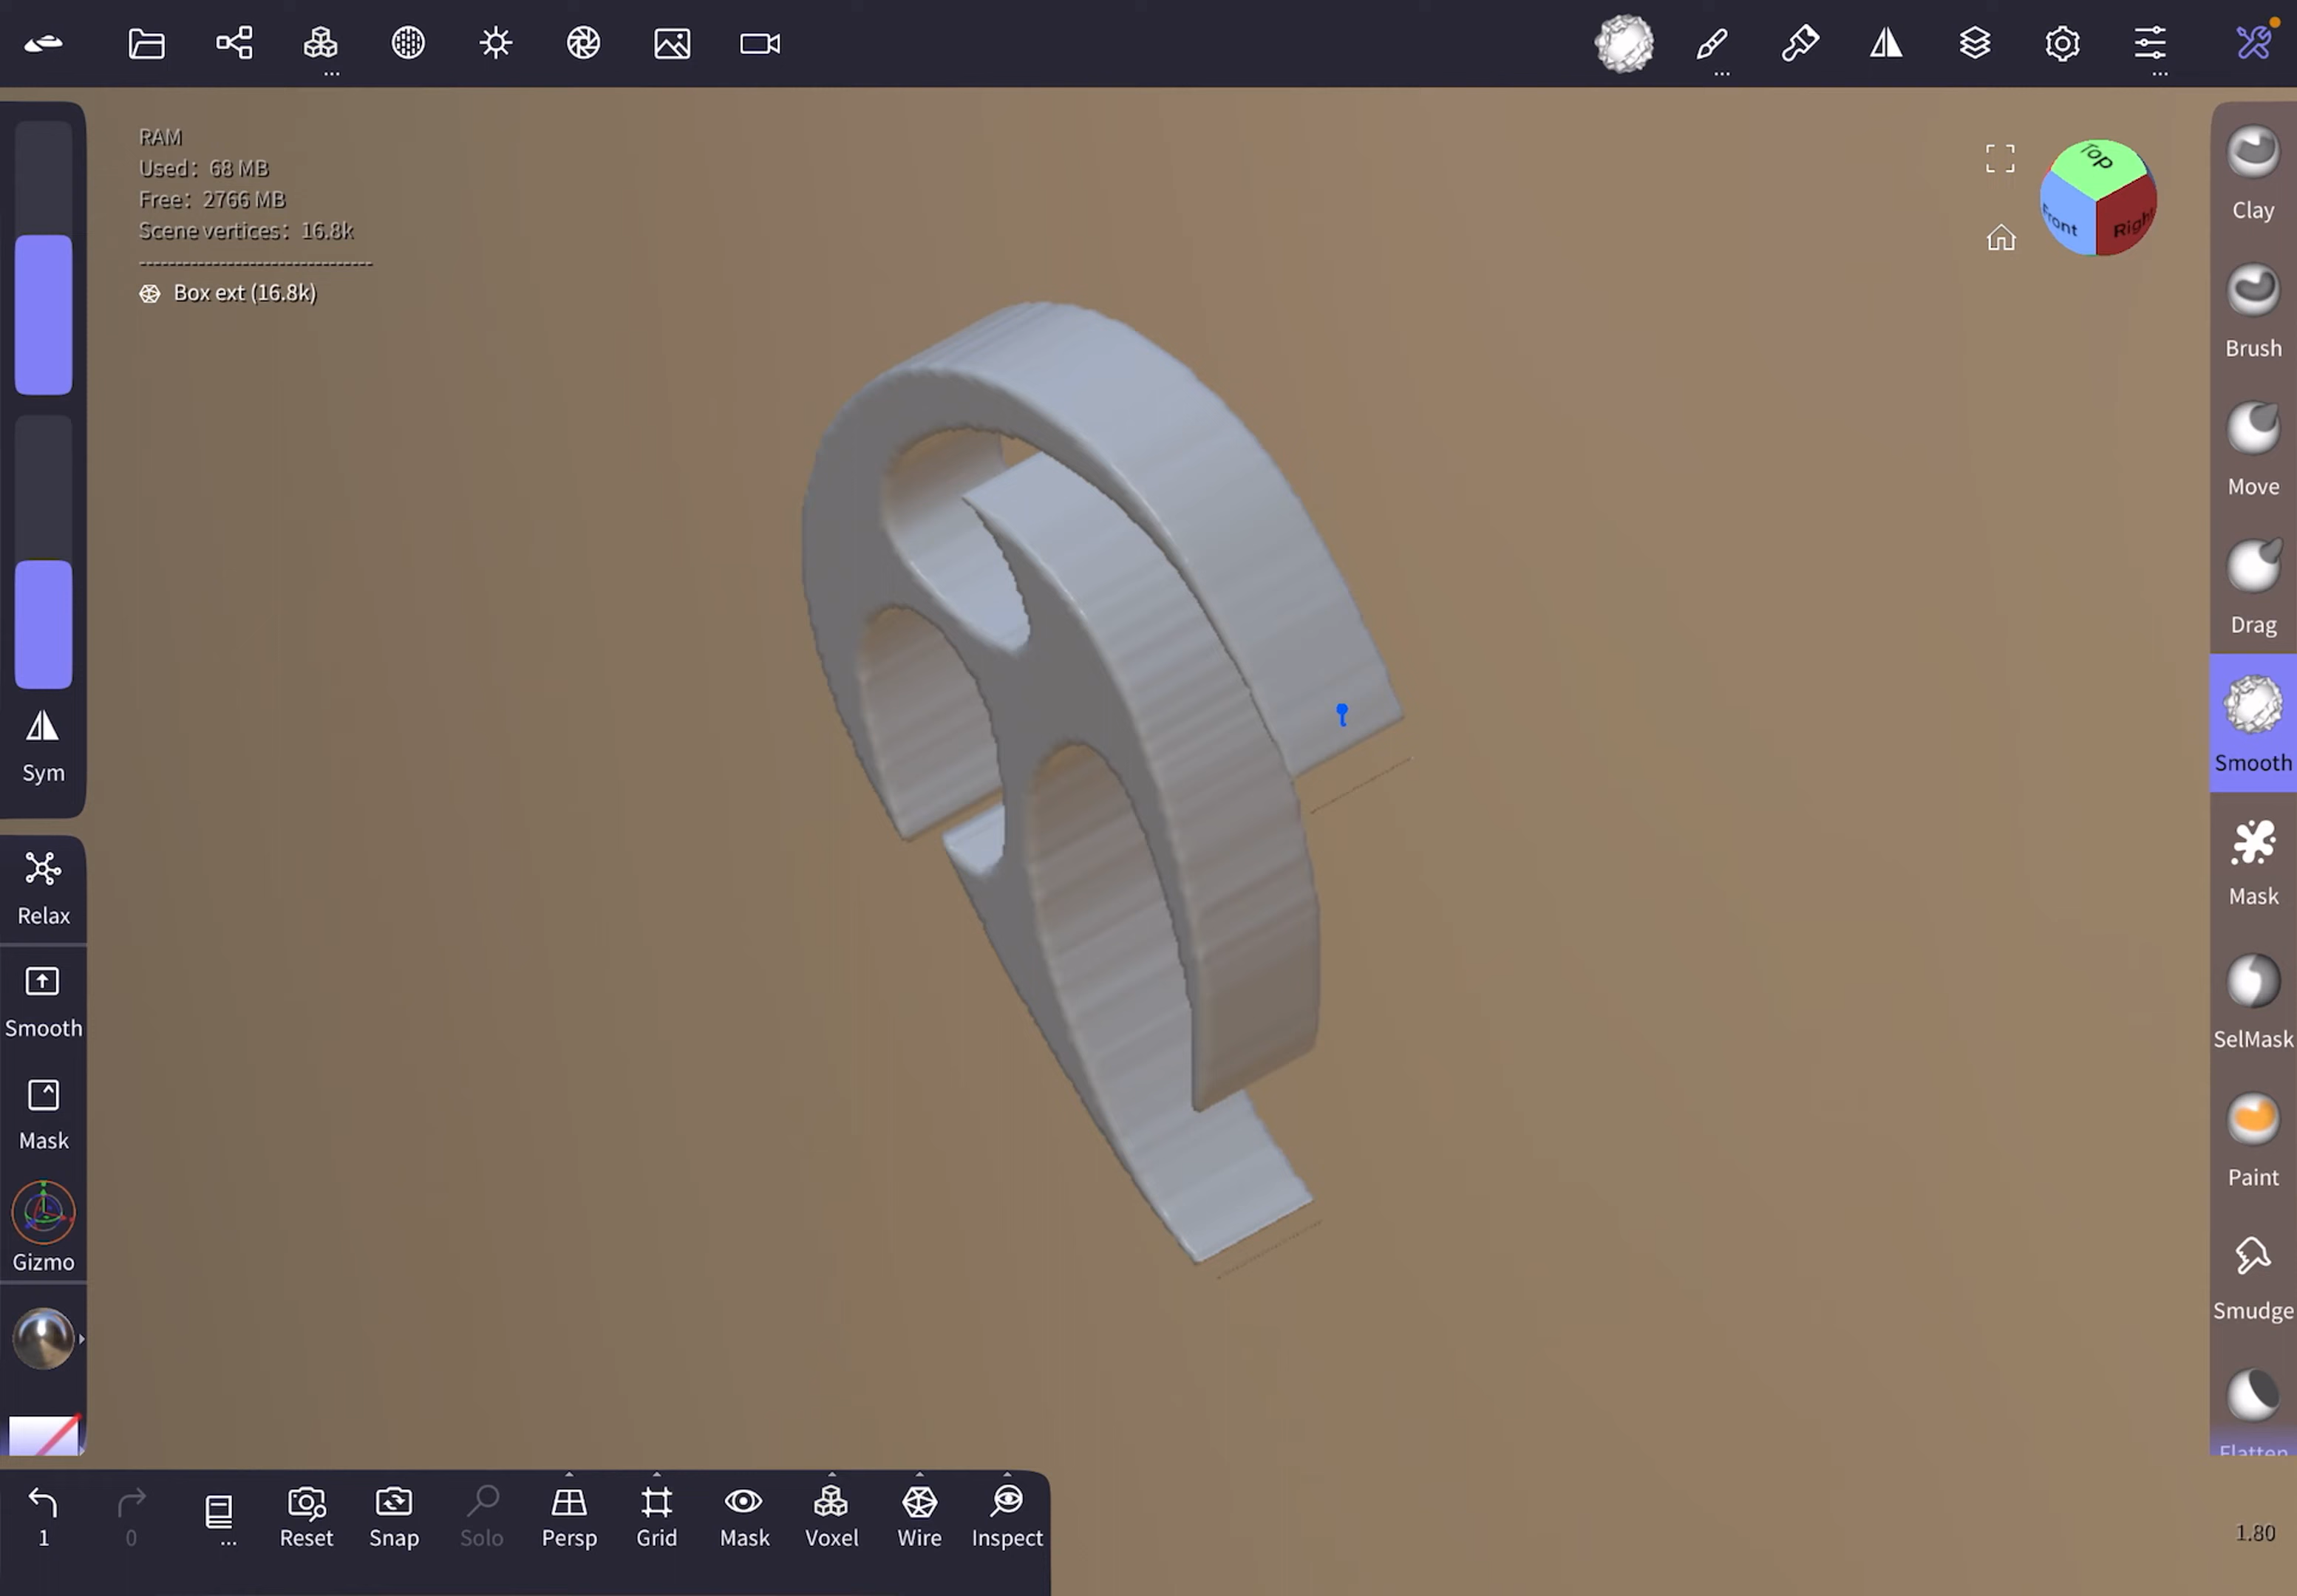 RAM
Used: 68 MB
Free: 2766 MB
Scene vertices: 16.8k
Box ext (16.8k)
Top
Front
Right
Sym
Relax
Smooth
Mask
Gizmo
Clay
Brush
Move
Drag
Smooth
Mask
SelMask
Paint
Smudge
Flatten
1
0
...
Reset
Snap
Solo
Persp
Grid
Mask
Voxel
Wire
Inspect
1.80